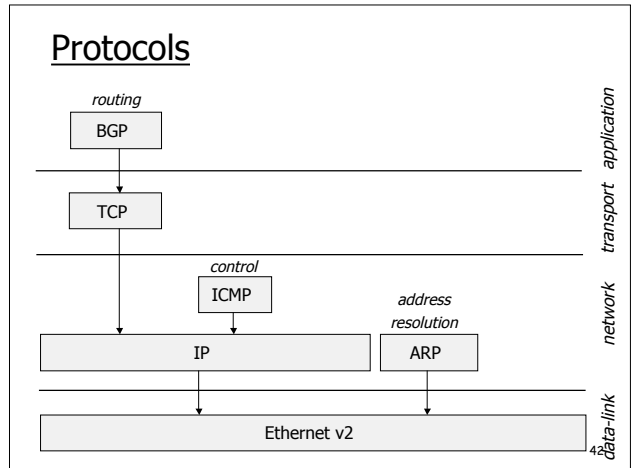 Protocols
routing
BGP
application
TCP
transport
control
ICMP
address
resolution
network
IP
ARP
Ethernet v2
data-link
42